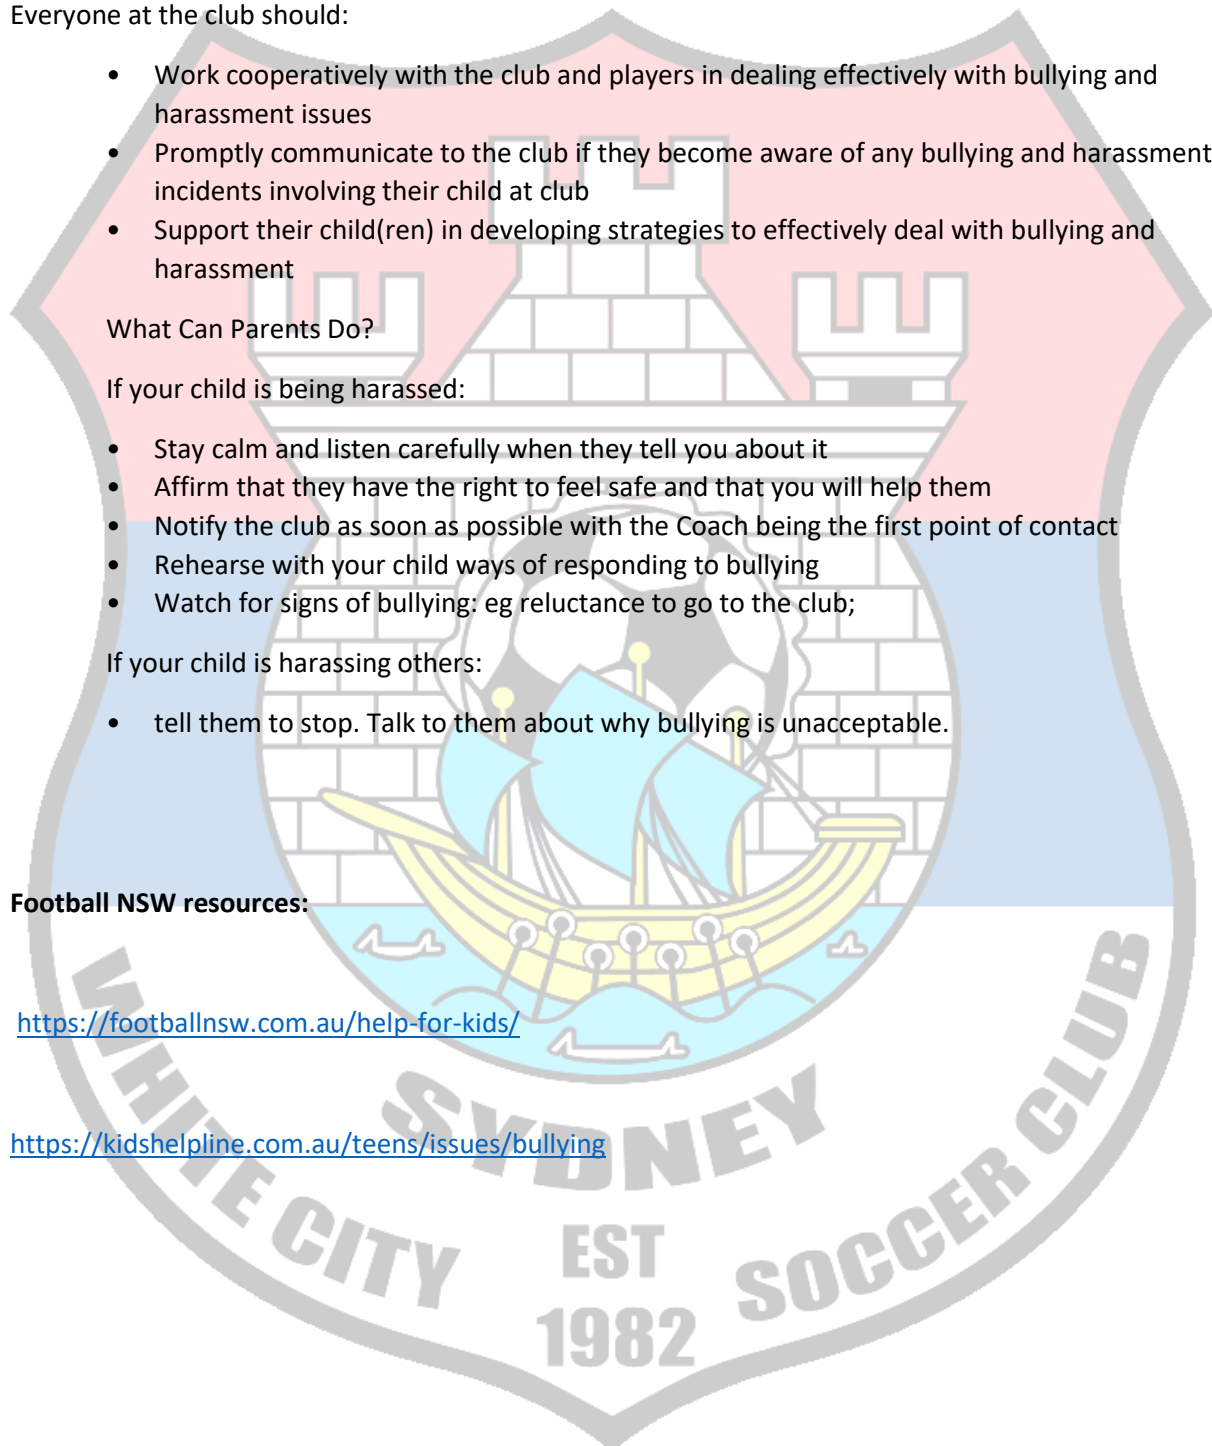 Everyone at the club should:
• Work cooperatively with the club and players in dealing effectively with bullying and
harassment issues
• Promptly communicate to the club if they become aware of any bullying and harassment
incidents involving their child at club
• Support their child(ren) in developing strategies to effectively deal with bullying and
harassment
What Can Parents Do?
If your child is being harassed:
• Stay calm and listen carefully when they tell you about it
• Affirm that they have the right to feel safe and that you will help them
• Notify the club as soon as possible with the Coach being the first point of contact
• Rehearse with your child ways of responding to bullying
• Watch for signs of bullying: eg reluctance to go to the club;
If your child is harassing others:
• tell them to stop. Talk to them about why bullying is unacceptable.
Football NSW resources:
https://footballnsw.com.au/help-for-kids/
https://kidshelpline.com.au/teens/issues/bullying
SYDNEY
WHITE CITY SOCCER CLUB
EST
1982